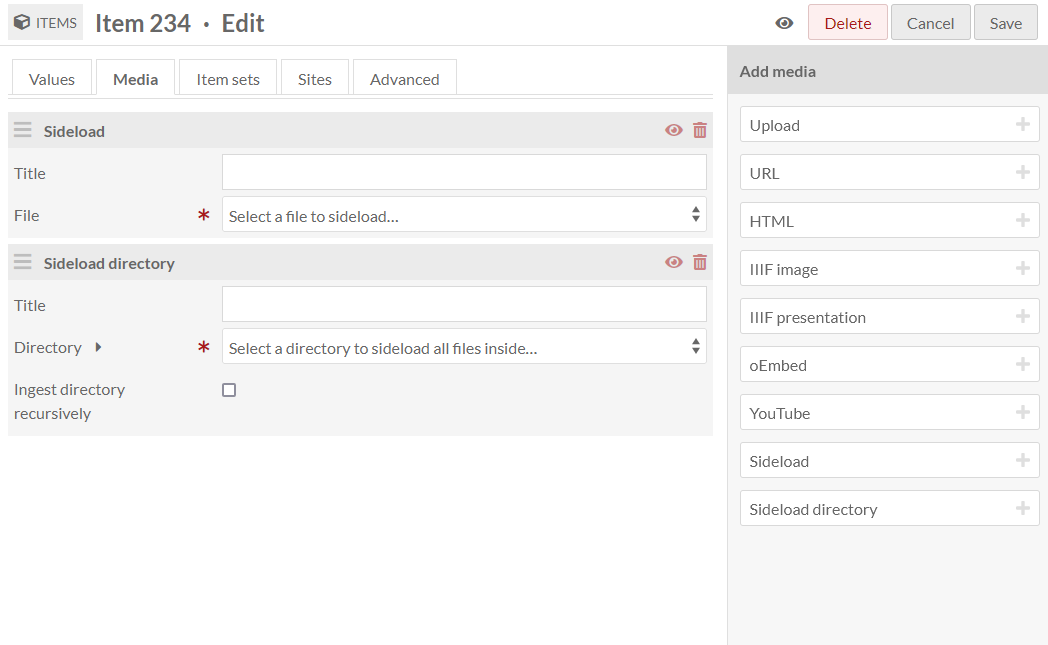 ITEMS Item 234 • Edit Delete Cancel Save
Values Media Item sets Sites Advanced
Sideload
Title
File * Select a file to sideload...
Sideload directory
Title
Directory * Select a directory to sideload all files inside...
Ingest directory
recursively
Add media
Upload
URL
HTML
IIIF image
IIIF presentation
oEmbed
YouTube
Sideload
Sideload directory